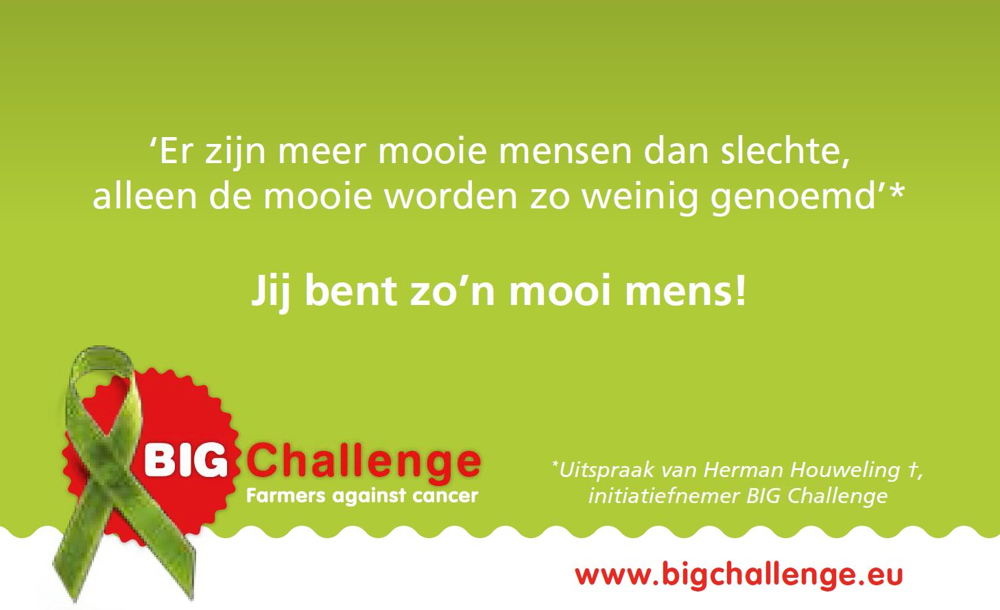 ‘Er zijn meer mooie mensen dan slechte,
alleen de mooie worden zo weinig genoemd’*
Jij bent zo’n mooi mens!
BIG Challenge
Farmers against cancer
*Uitspraak van Herman Houweling †,
initiatiefnemer BIG Challenge
www.bigchallenge.eu